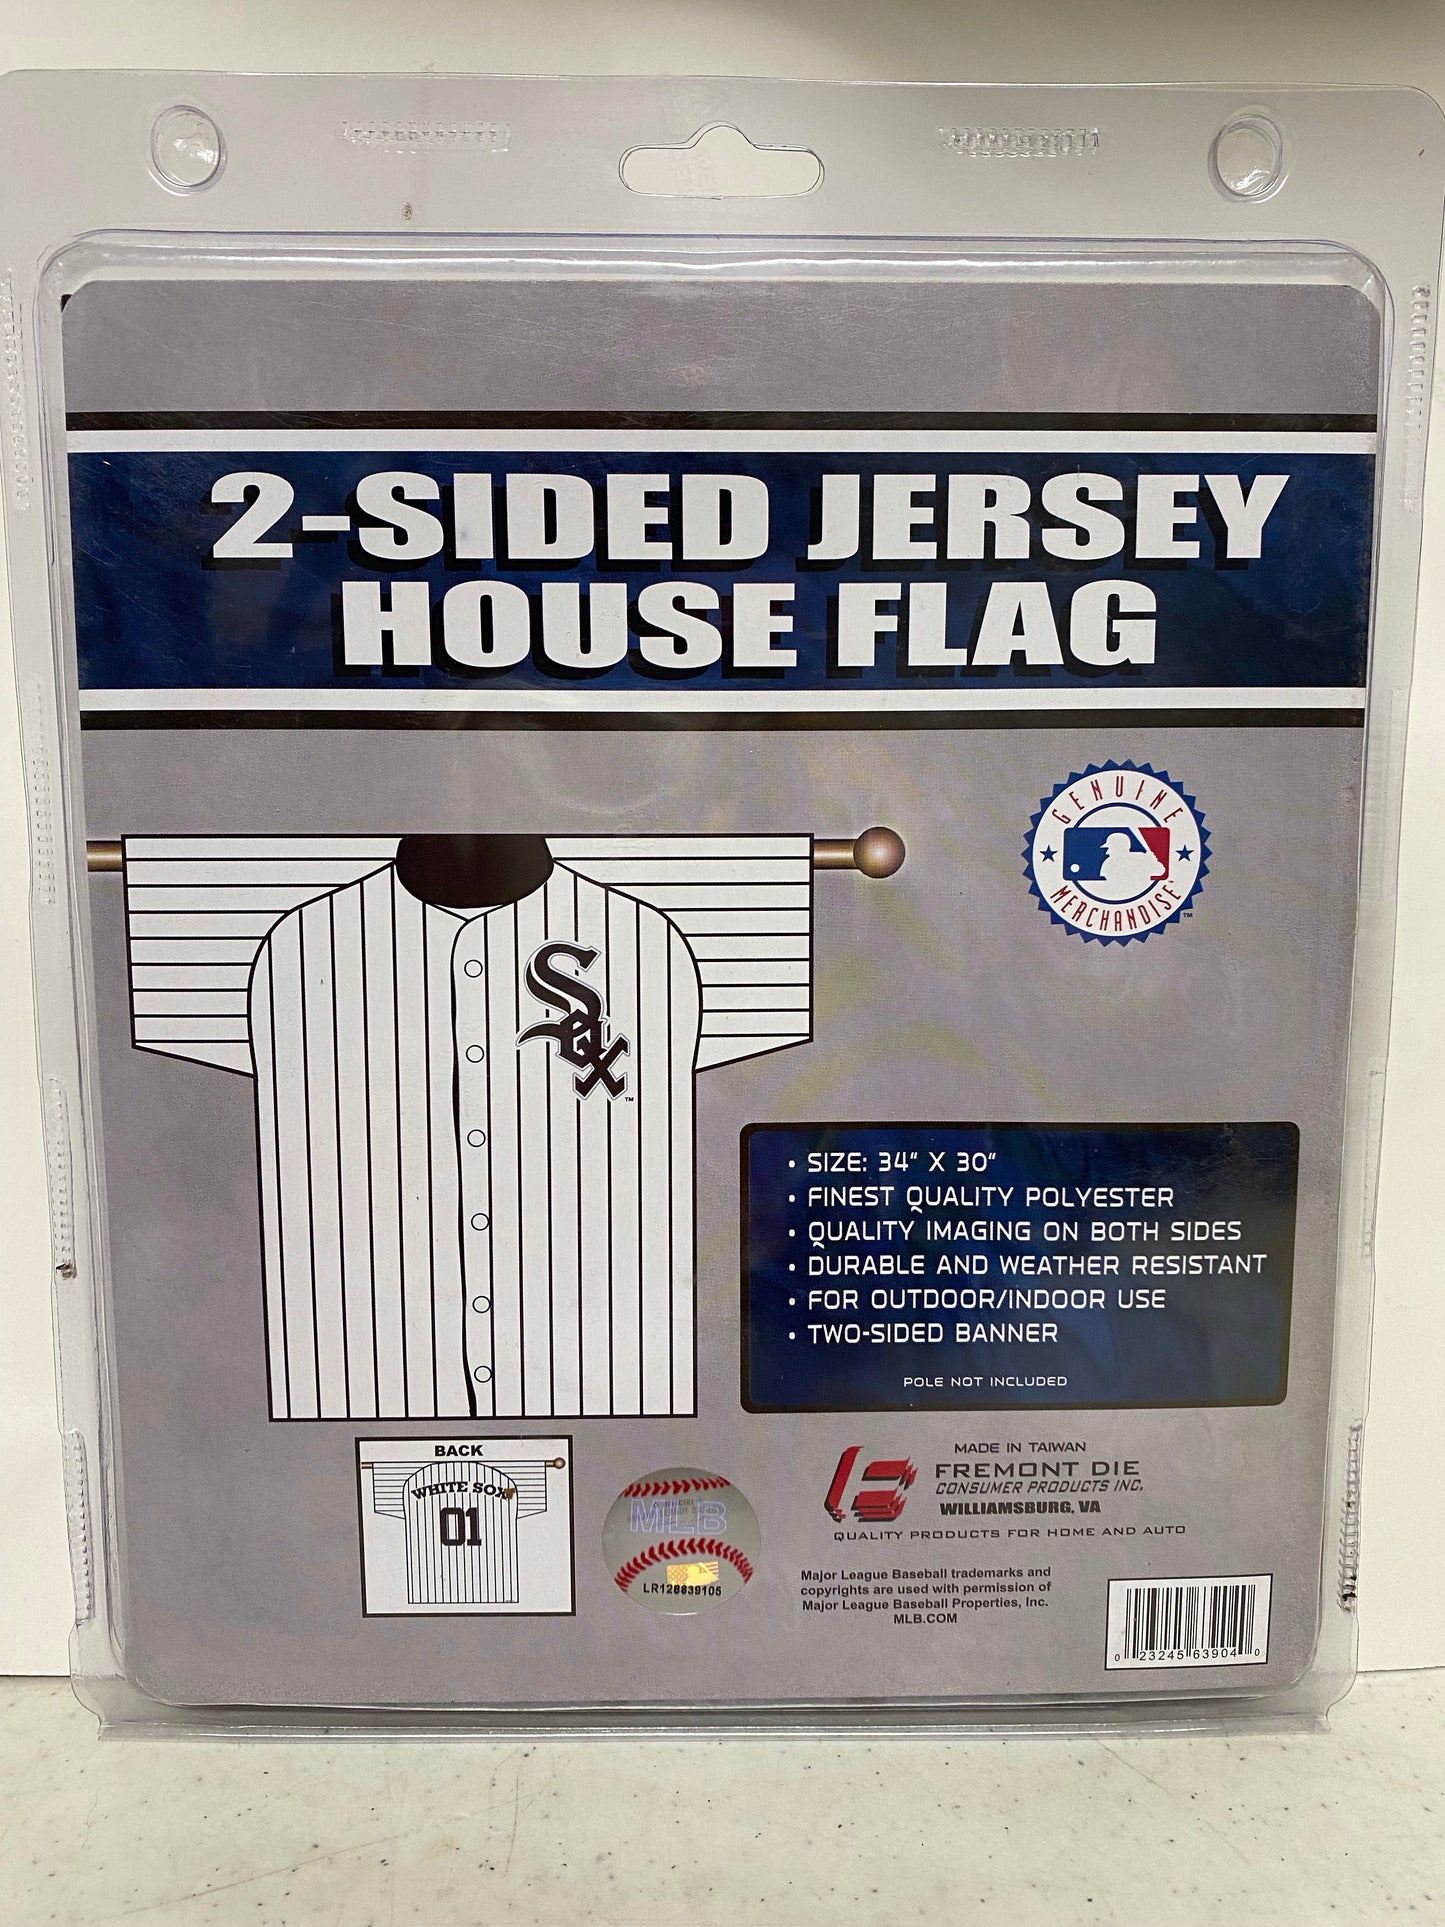 2-SIDED JERSEY
HOUSE FLAG
GENUINE
MERCHANDISE™
Sox™
• SIZE: 34" X 30"
• FINEST QUALITY POLYESTER
• QUALITY IMAGING ON BOTH SIDES
• DURABLE AND WEATHER RESISTANT
• FOR OUTDOOR/INDOOR USE
• TWO-SIDED BANNER
POLE NOT INCLUDED
BACK
WHITE SOX
01
MLB
LR128839105
MADE IN TAIWAN
FREMONT DIE
CONSUMER PRODUCTS INC.
WILLIAMSBURG, VA
QUALITY PRODUCTS FOR HOME AND AUTO
Major League Baseball trademarks and
copyrights are used with permission of
Major League Baseball Properties, Inc.
MLB.COM
0 23245 63904 0